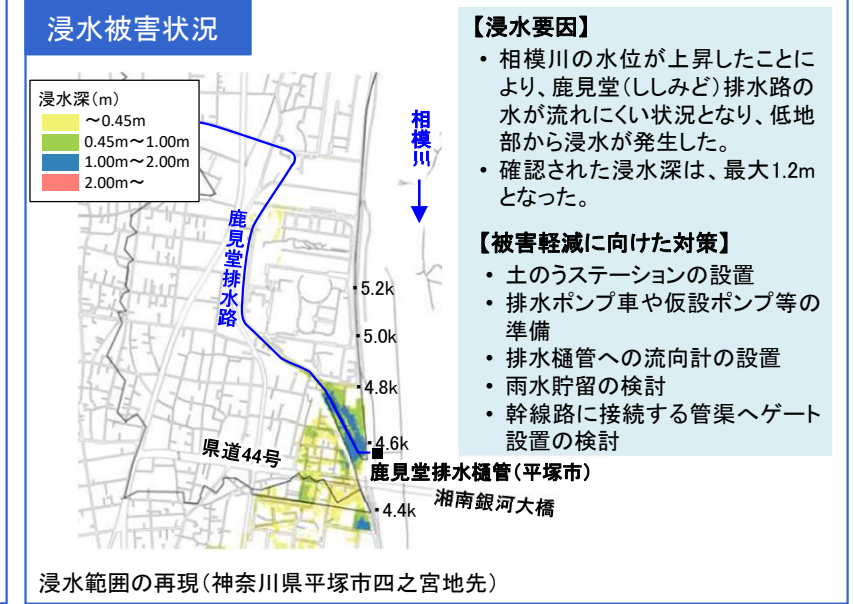 浸水被害状況
浸水深(m)
～0.45m
0.45m～1.00m
1.00m～2.00m
2.00m～
相模川
鹿見堂排水路
5.2k
5.0k
4.8k
4.6k
県道44号
鹿見堂排水樋管(平塚市)
4.4k
湘南銀河大橋
浸水範囲の再現(神奈川県平塚市四之宮地先)
【浸水要因】
• 相模川の水位が上昇したことに
より、鹿見堂(ししみど)排水路の
水が流れにくい状況となり、低地
部から浸水が発生した。
• 確認された浸水深は、最大1.2m
となった。
【被害軽減に向けた対策】
• 土のうステーションの設置
• 排水ポンプ車や仮設ポンプ等の
準備
• 排水樋管への流向計の設置
• 雨水貯留の検討
• 幹線路に接続する管渠へゲート
設置の検討